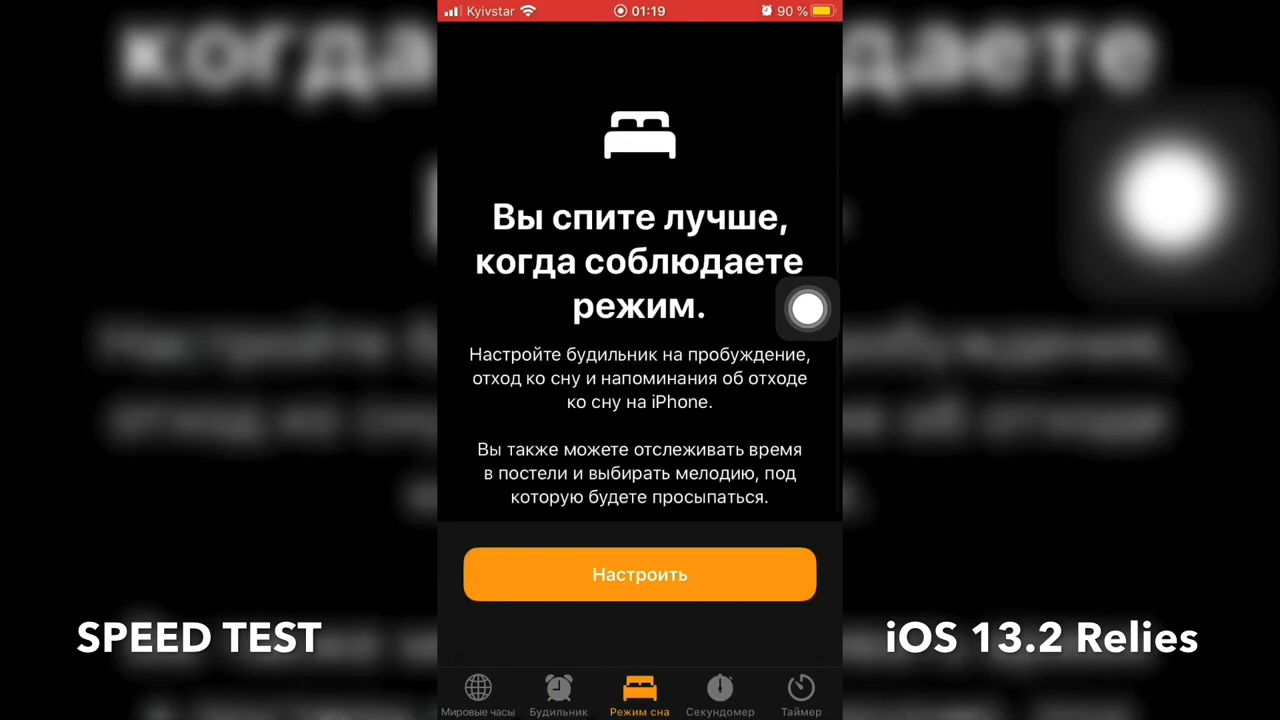 Kyivstar 01:19 90 %
Вы спите лучше,
когда соблюдаете
режим.
Настройте будильник на пробуждение,
отход ко сну и напоминания об отходе
ко сну на iPhone.
Вы также можете отслеживать время
в постели и выбирать мелодию, под
которую будете просыпаться.
Настроить
SPEED TEST
iOS 13.2 Relies
Мировые часы Будильник Режим сна Секундомер Таймер